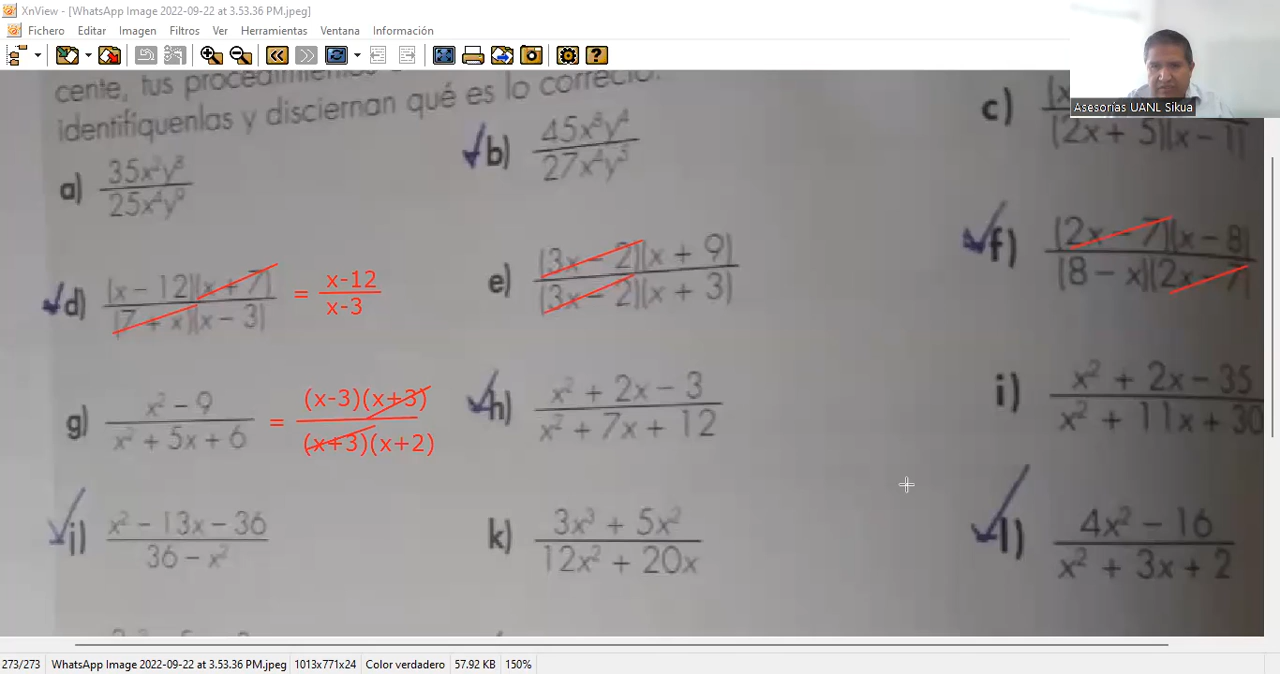 XnView - [WhatsApp Image 2022-09-22 at 3.53.36 PM.jpeg]
Fichero Editar Imagen Filtros Ver Herramientas Ventana Información
Asesorías UANL Sikua
cente, tus procedimientos
identifíquenlas y disciernan qué es lo correcto.
a) 35x²y⁸ / 25x⁴y⁹
b) 45x⁸y⁴ / 27x⁴y⁵
c) (x / (2x + 5)(x − 1)
d) (x − 12)(x + 7) / (7 + x)(x − 3) = x-12 / x-3
e) (3x − 2)(x + 9) / (3x − 2)(x + 3)
f) (2x − 7)(x − 8) / (8 − x)(2x − 7)
g) x² − 9 / x² + 5x + 6 = (x-3)(x+3) / (x+3)(x+2)
h) x² + 2x − 3 / x² + 7x + 12
i) x² + 2x − 35 / x² + 11x + 30
j) x² − 13x − 36 / 36 − x²
k) 3x³ + 5x² / 12x² + 20x
l) 4x² − 16 / x² + 3x + 2
273/273 WhatsApp Image 2022-09-22 at 3.53.36 PM.jpeg 1013x771x24 Color verdadero 57.92 KB 150%